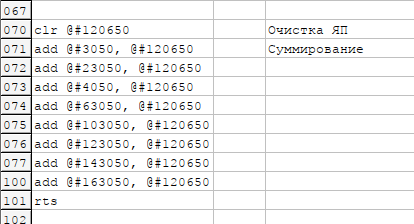 067
070 clr @#120650 Очистка ЯП
071 add @#3050, @#120650 Суммирование
072 add @#23050, @#120650
073 add @#4050, @#120650
074 add @#63050, @#120650
075 add @#103050, @#120650
076 add @#123050, @#120650
077 add @#143050, @#120650
100 add @#163050, @#120650
101 rts
102